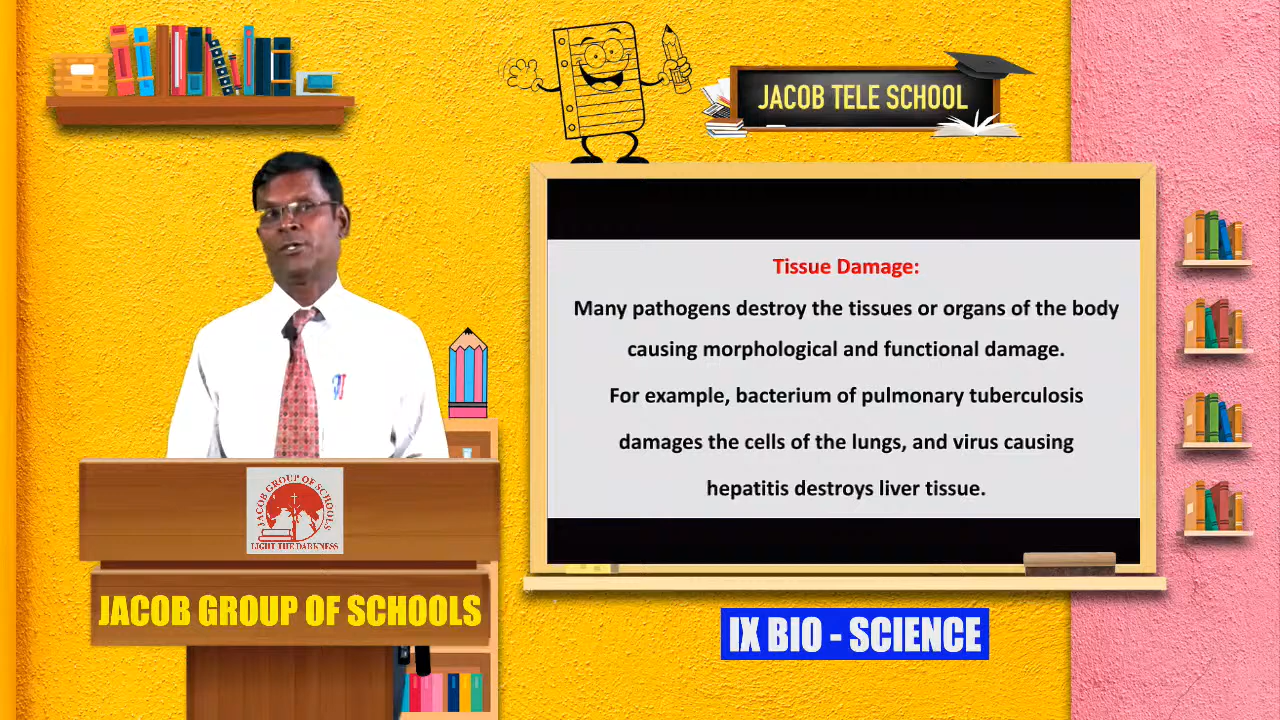 JACOB TELE SCHOOL
Tissue Damage:
Many pathogens destroy the tissues or organs of the body
causing morphological and functional damage.
For example, bacterium of pulmonary tuberculosis
damages the cells of the lungs, and virus causing
hepatitis destroys liver tissue.
JACOB GROUP OF SCHOOLS
LIGHT THE DARKNESS
JACOB GROUP OF SCHOOLS
IX BIO - SCIENCE